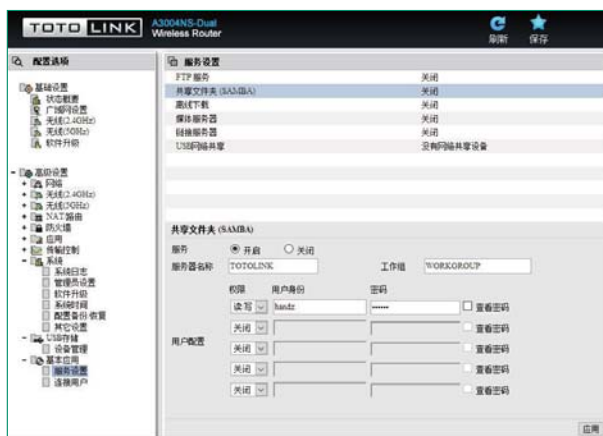 TOTO LINK A3004NS-Dual
Wireless Router
刷新 保存
配置选项
基础设置
状态概要
广域网设置
无线(2.4GHz)
无线(5GHz)
软件升级
高级设置
网络
无线(2.4GHz)
无线(5GHz)
NAT/路由
防火墙
应用
传输控制
系统
系统日志
管理员设置
软件升级
系统时间
配置备份/恢复
其它设置
USB存储
设备管理
基本应用
服务设置
连接用户
服务设置
FTP 服务 关闭
共享文件夹 (SAMBA) 关闭
离线下载 关闭
媒体服务器 关闭
链接服务器 关闭
USB网络共享 没有网络共享设备
共享文件夹 (SAMBA)
服务 开启 关闭
服务器名称 TOTOLINK 工作组 WORKGROUP
权限 用户身份 密码
读写 handz •••••• 查看密码
关闭 查看密码
用户配置
关闭 查看密码
关闭 查看密码
关闭 查看密码
应用